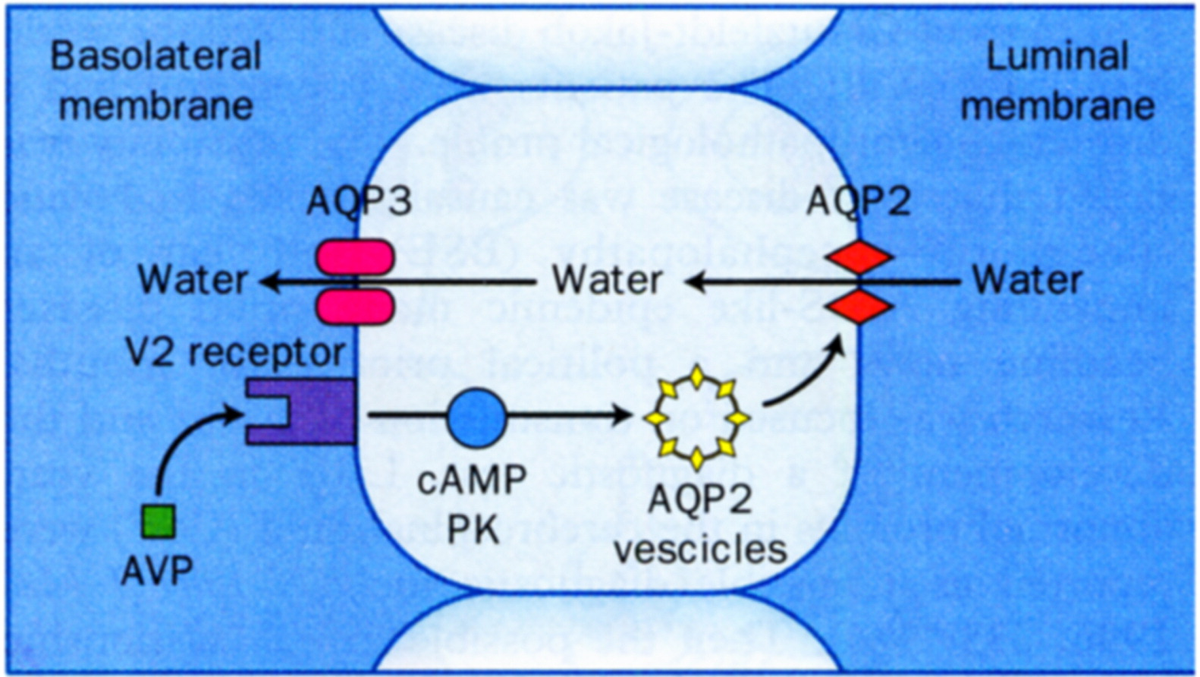 Basolateral
membrane
Luminal
membrane
AQP3
AQP2
Water
Water
Water
V2 receptor
cAMP
PK
AQP2
vescicles
AVP